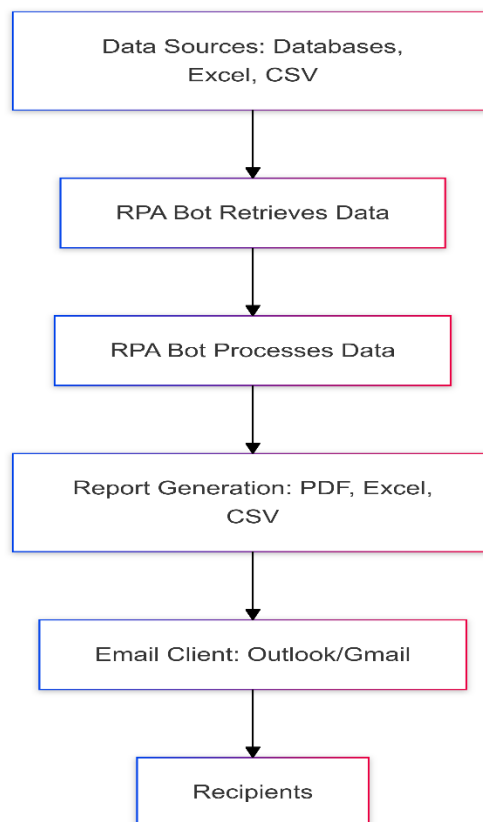 Data Sources: Databases,
Excel, CSV
RPA Bot Retrieves Data
RPA Bot Processes Data
Report Generation: PDF, Excel,
CSV
Email Client: Outlook/Gmail
Recipients